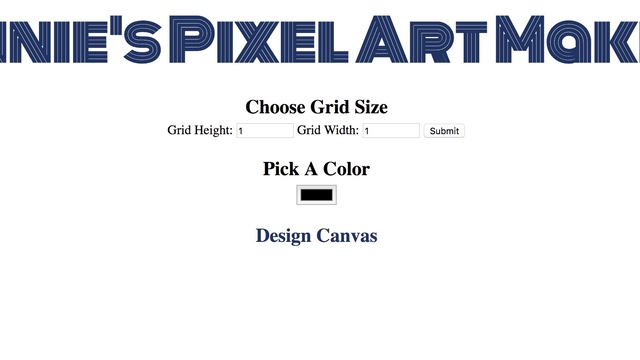 nie's Pixel Art Mak
Choose Grid Size
Grid Height: 1 Grid Width: 1 Submit
Pick A Color
Design Canvas